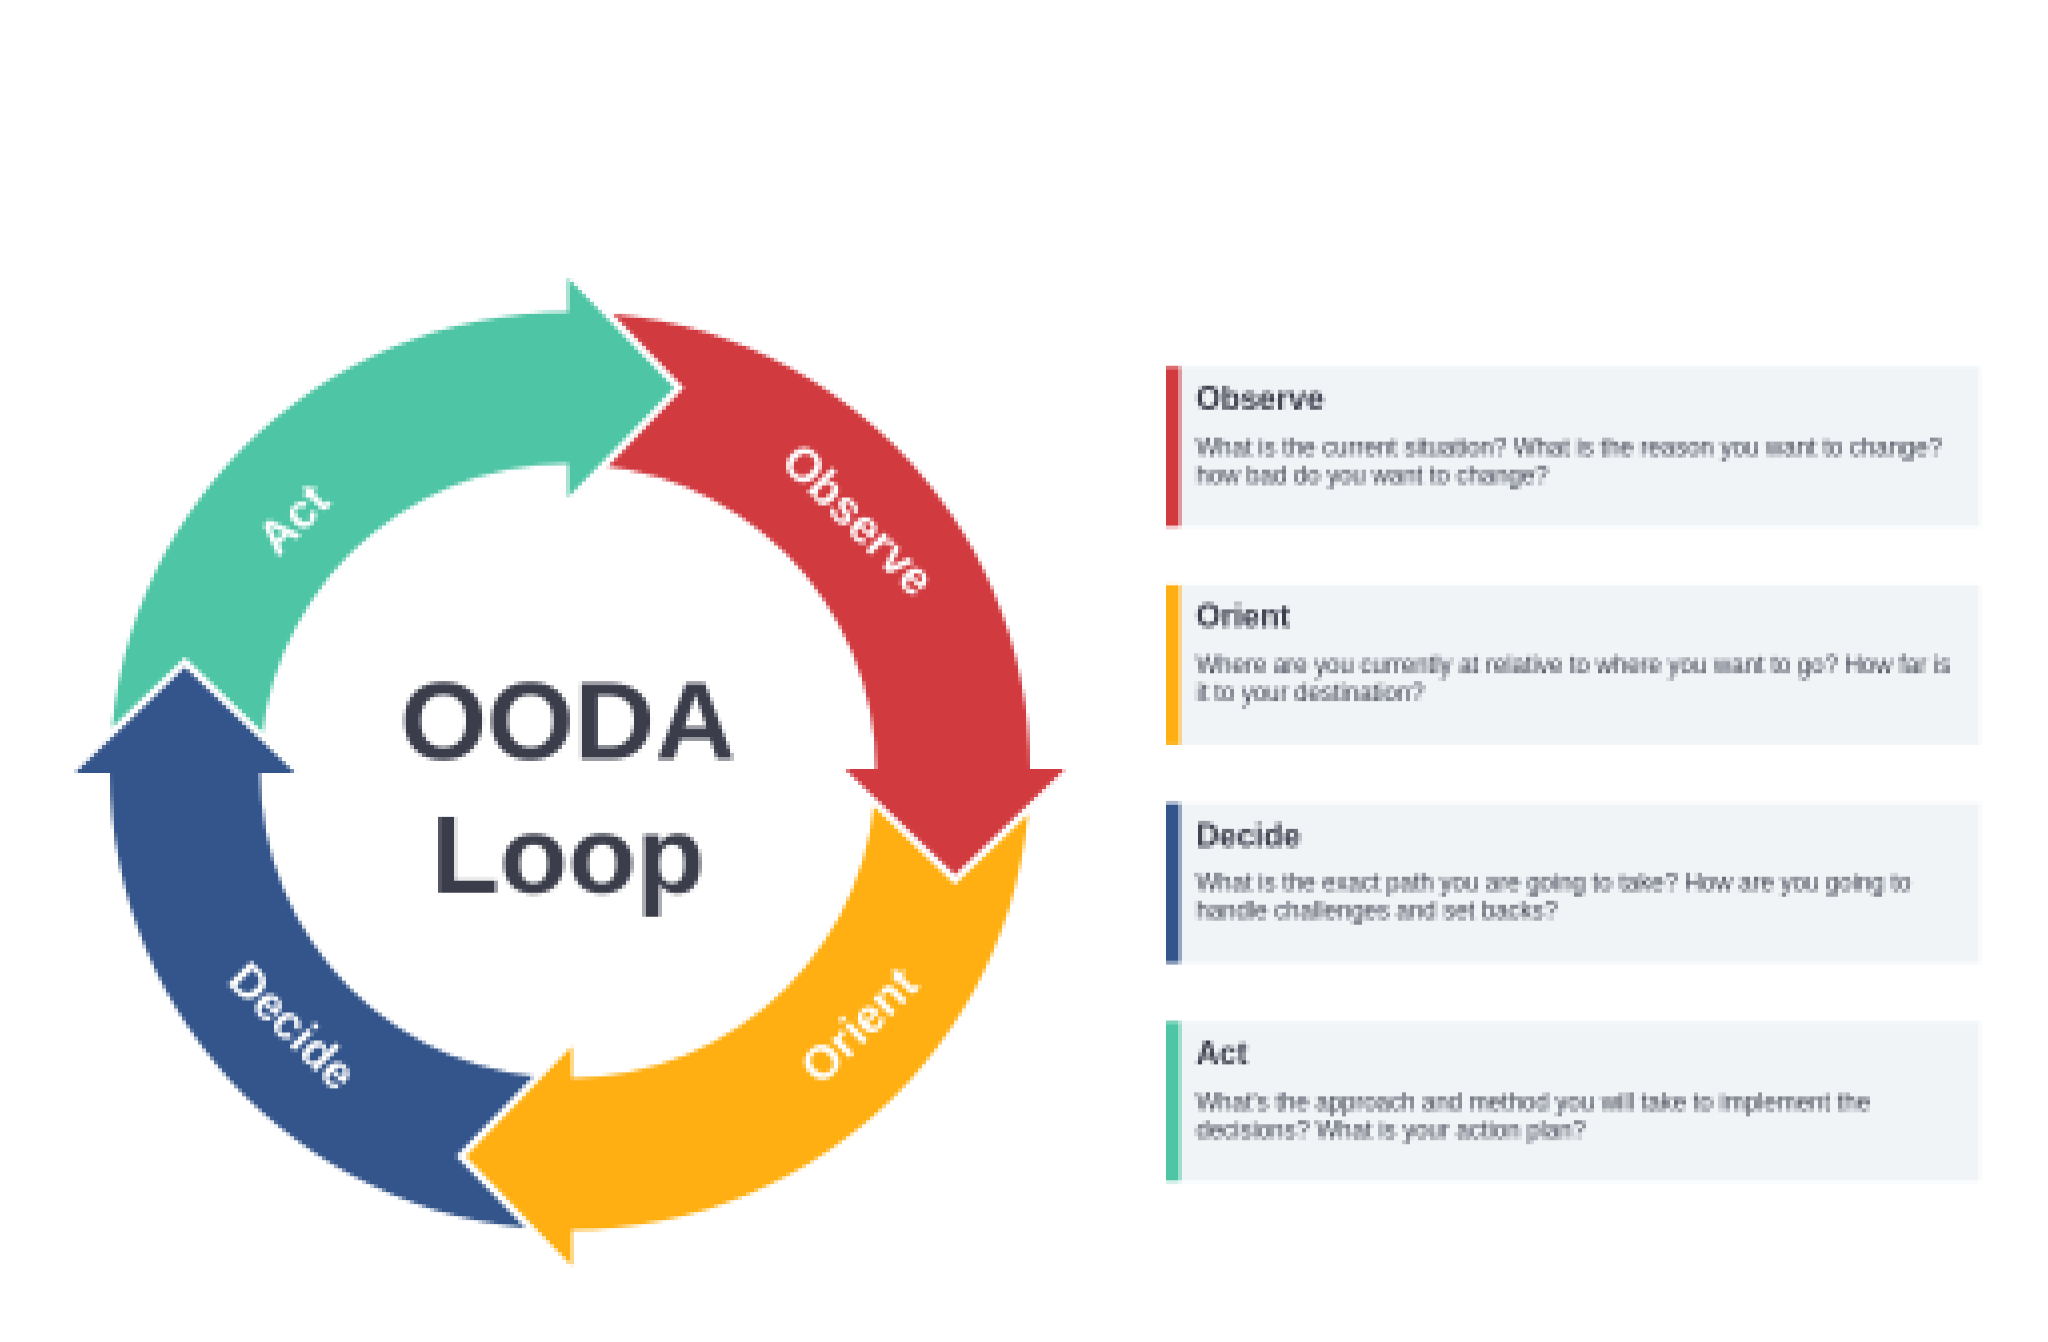 Act
Observe
OODA
Loop
Decide
Orient
Observe
What is the current situation? What is the reason you want to change?
how bad do you want to change?
Orient
Where are you currently at relative to where you want to go? How far is
it to your destination?
Decide
What is the exact path you are going to take? How are you going to
handle challenges and set backs?
Act
What's the approach and method you will take to implement the
decisions? What is your action plan?